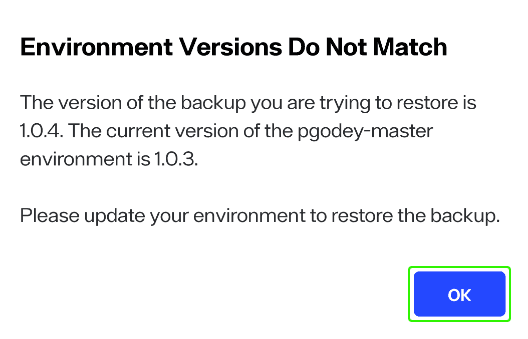 Environment Versions Do Not Match
The version of the backup you are trying to restore is
1.0.4. The current version of the pgodey-master
environment is 1.0.3.
Please update your environment to restore the backup.
OK